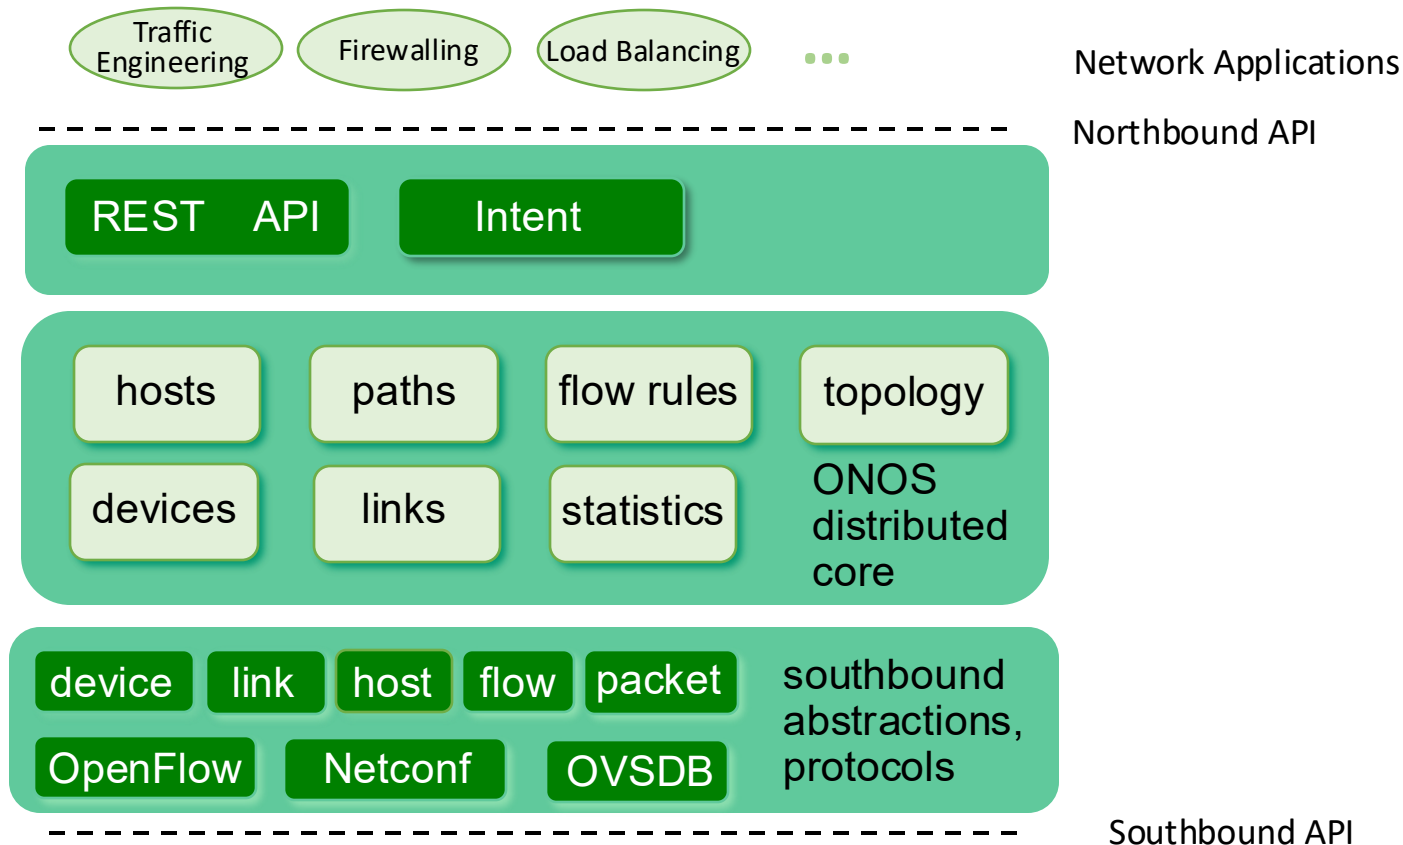 Traffic
Engineering
Firewalling
Load Balancing
...
Network Applications
Northbound API
REST API
Intent
hosts
paths
flow rules
topology
devices
links
statistics
ONOS
distributed
core
device
link
host
flow
packet
southbound
abstractions,
protocols
OpenFlow
Netconf
OVSDB
Southbound API